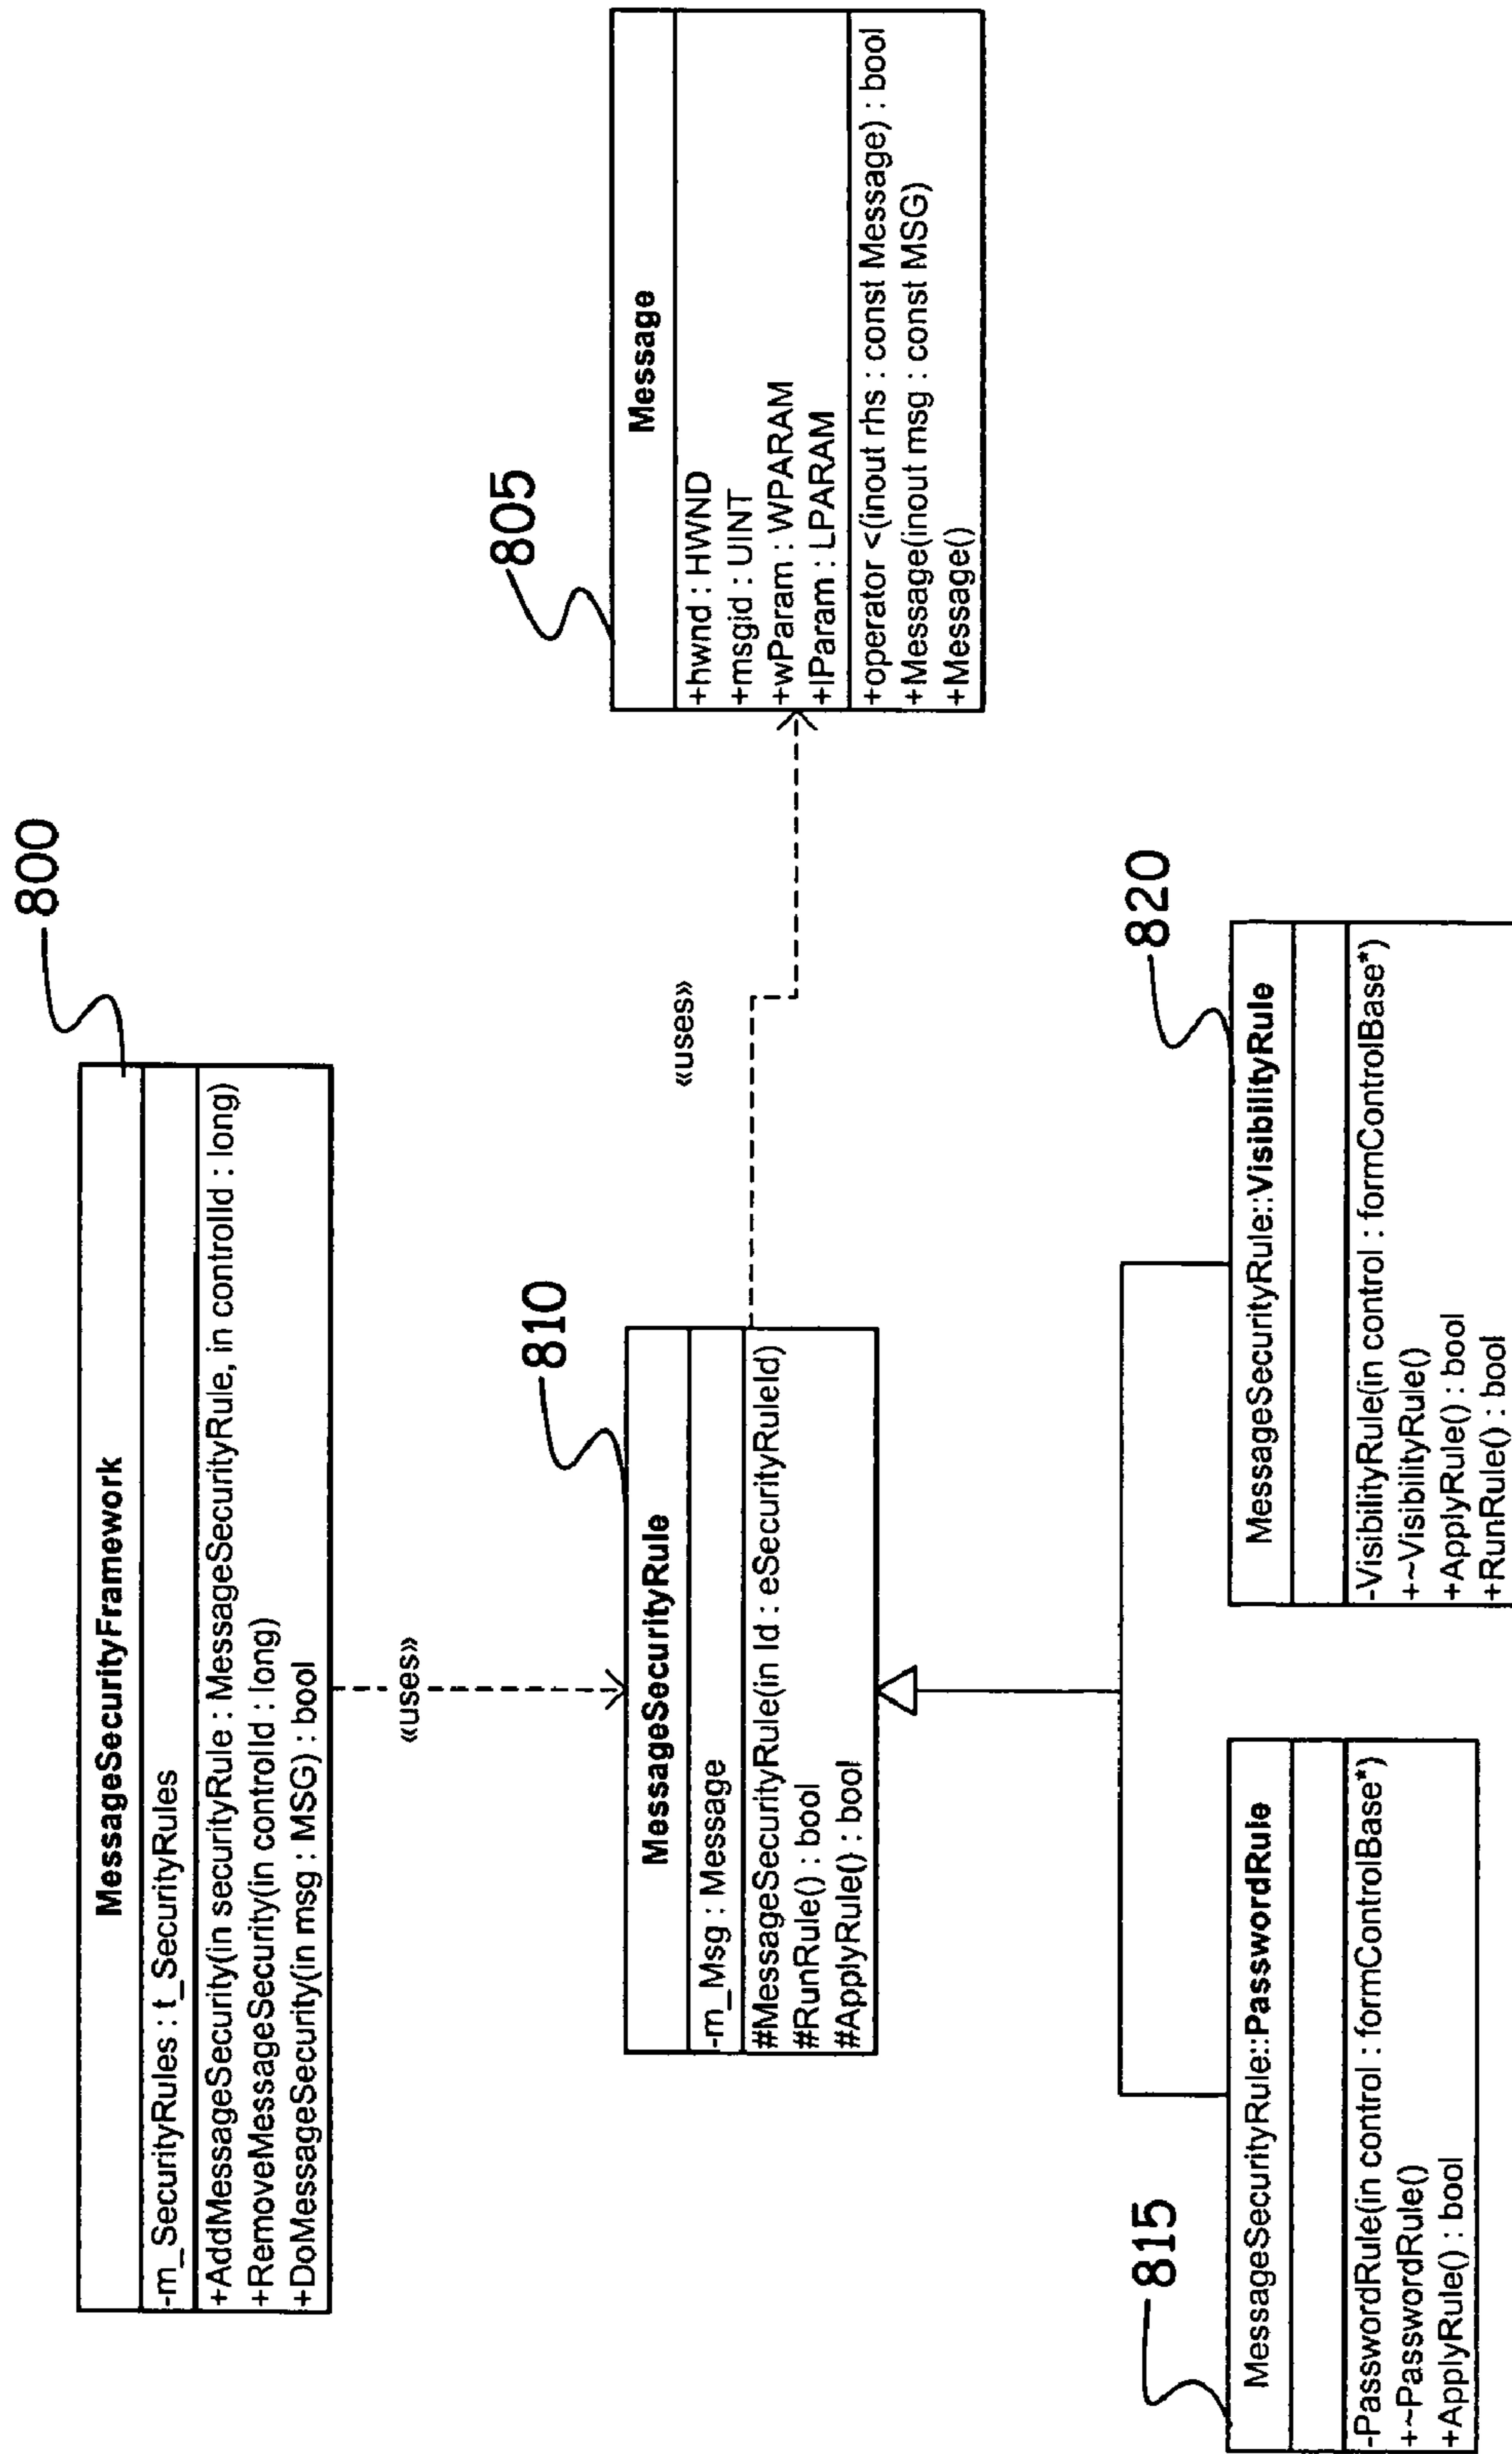 800
MessageSecurityFramework
-m_SecurityRules : t_SecurityRules
+AddMessageSecurity(in securityRule : MessageSecurityRule, in controlId : long)
+RemoveMessageSecurity(in controlId : long)
+DoMessageSecurity(in msg : MSG) : bool
«uses»
810
MessageSecurityRule
-m_Msg : Message
#MessageSecurityRule(in Id : eSecurityRuleId)
#RunRule() : bool
#ApplyRule() : bool
«uses»
805
Message
+hwnd : HWND
+msgid : UINT
+wParam : WPARAM
+lParam : LPARAM
+operator <(inout rhs : const Message) : bool
+Message(inout msg : const MSG)
+Message()
815
MessageSecurityRule::PasswordRule
-PasswordRule(in control : formControlBase*)
+~PasswordRule()
+ApplyRule() : bool
820
MessageSecurityRule::VisibilityRule
-VisibilityRule(in control : formControlBase*)
+~VisibilityRule()
+ApplyRule() : bool
+RunRule() : bool